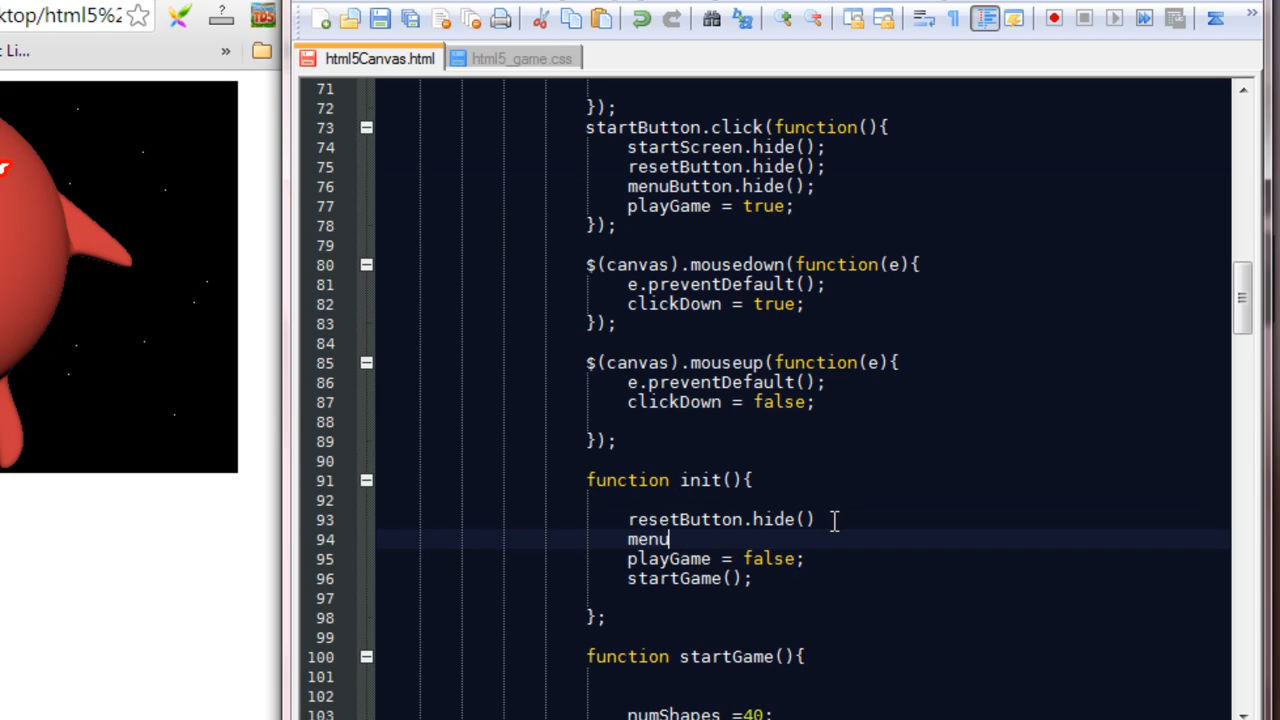 ktop/html5%2
: Li...
»
»
html5Canvas.html
html5_game.css
71
72 });
73 startButton.click(function(){
74 startScreen.hide();
75 resetButton.hide();
76 menuButton.hide();
77 playGame = true;
78 });
79
80 $(canvas).mousedown(function(e){
81 e.preventDefault();
82 clickDown = true;
83 });
84
85 $(canvas).mouseup(function(e){
86 e.preventDefault();
87 clickDown = false;
88
89 });
90
91 function init(){
92
93 resetButton.hide()
94 menu
95 playGame = false;
96 startGame();
97
98 };
99
100 function startGame(){
101
102
103 numShapes =40;